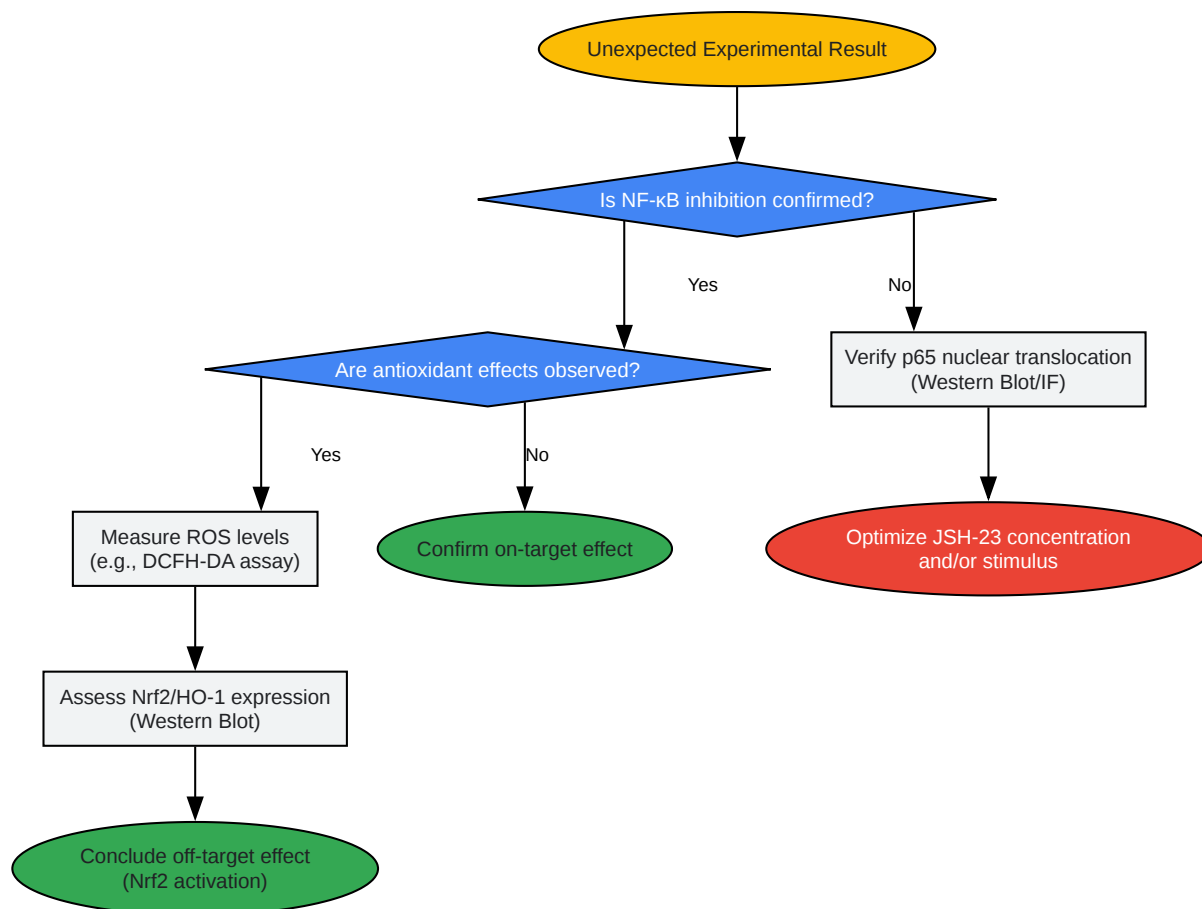 Unexpected Experimental Result
Is NF-κB inhibition confirmed?
Yes
No
Are antioxidant effects observed?
Verify p65 nuclear translocation
(Western Blot/IF)
Yes
No
Measure ROS levels
(e.g., DCFH-DA assay)
Confirm on-target effect
Optimize JSH-23 concentration
and/or stimulus
Assess Nrf2/HO-1 expression
(Western Blot)
Conclude off-target effect
(Nrf2 activation)